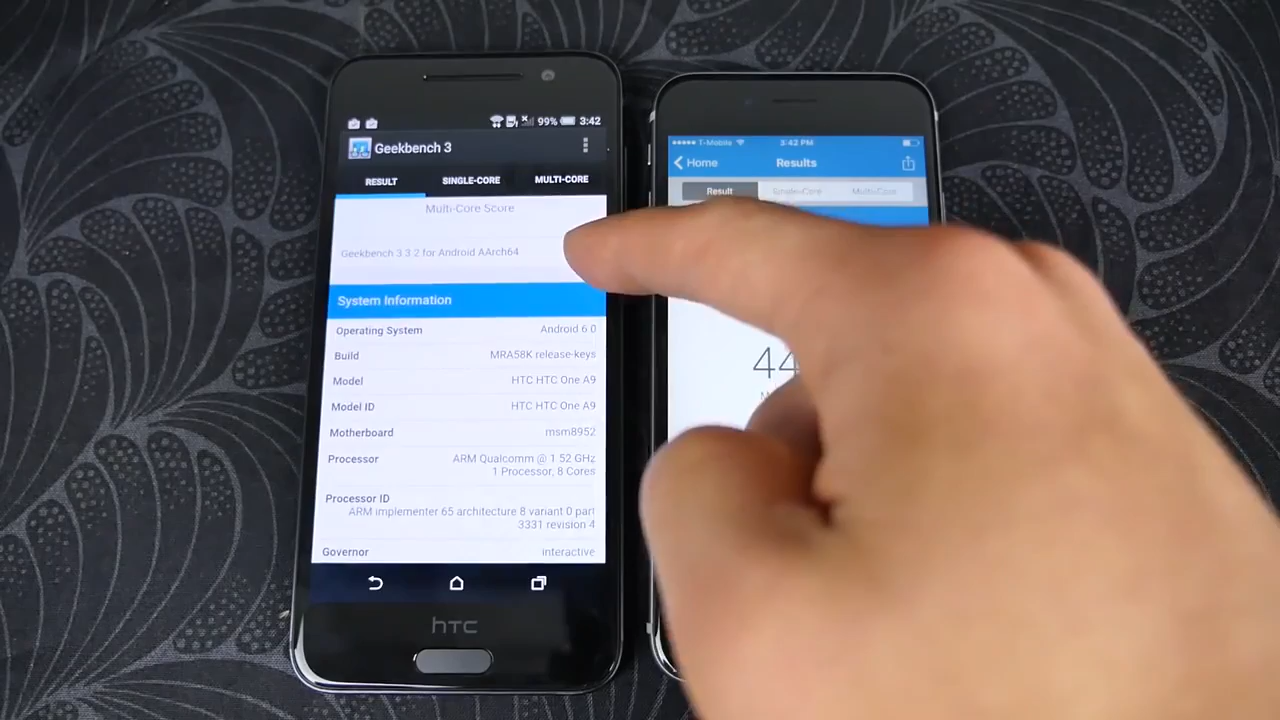 99% 3:42
Geekbench 3
RESULT SINGLE-CORE MULTI-CORE
Multi-Core Score
Geekbench 3 3 2 for Android AArch64
System Information
Operating System Android 6 0
Build MRA58K release-keys
Model HTC HTC One A9
Model ID HTC HTC One A9
Motherboard msm8952
Processor ARM Qualcomm @ 1 52 GHz
1 Processor, 8 Cores
Processor ID
ARM implementer 65 architecture 8 variant 0 part
3331 revision 4
Governor interactive
hTC
T-Mobile 3:42 PM
Home Results
Result Single-Core Multi-Core
44